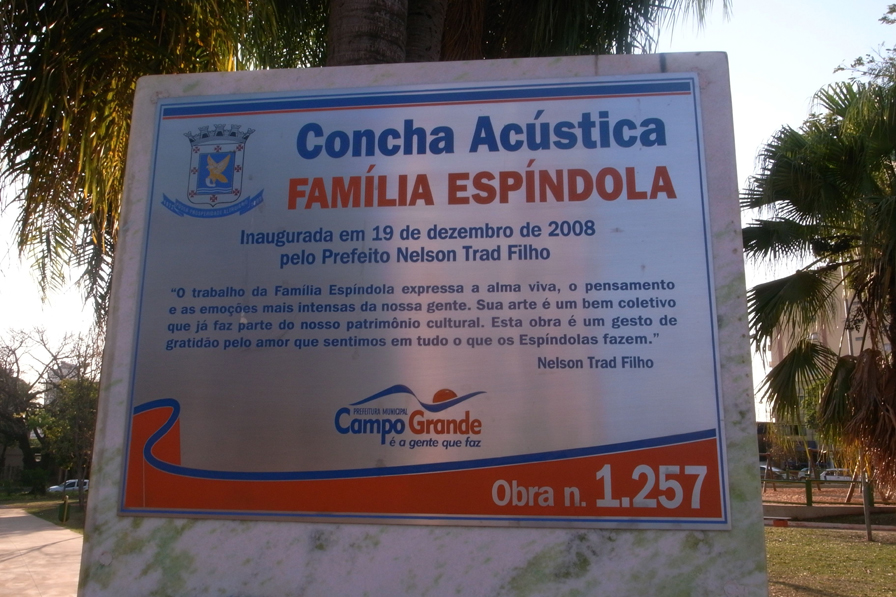 Concha Acústica
FAMÍLIA ESPÍNDOLA
Inaugurada em 19 de dezembro de 2008
pelo Prefeito Nelson Trad Filho
“O trabalho da Família Espíndola expressa a alma viva, o pensamento
e as emoções mais intensas da nossa gente. Sua arte é um bem coletivo
que já faz parte do nosso patrimônio cultural. Esta obra é um gesto de
gratidão pelo amor que sentimos em tudo o que os Espíndolas fazem.”
Nelson Trad Filho
PREFEITURA MUNICIPAL
Campo Grande
é a gente que faz
Obra n. 1.257